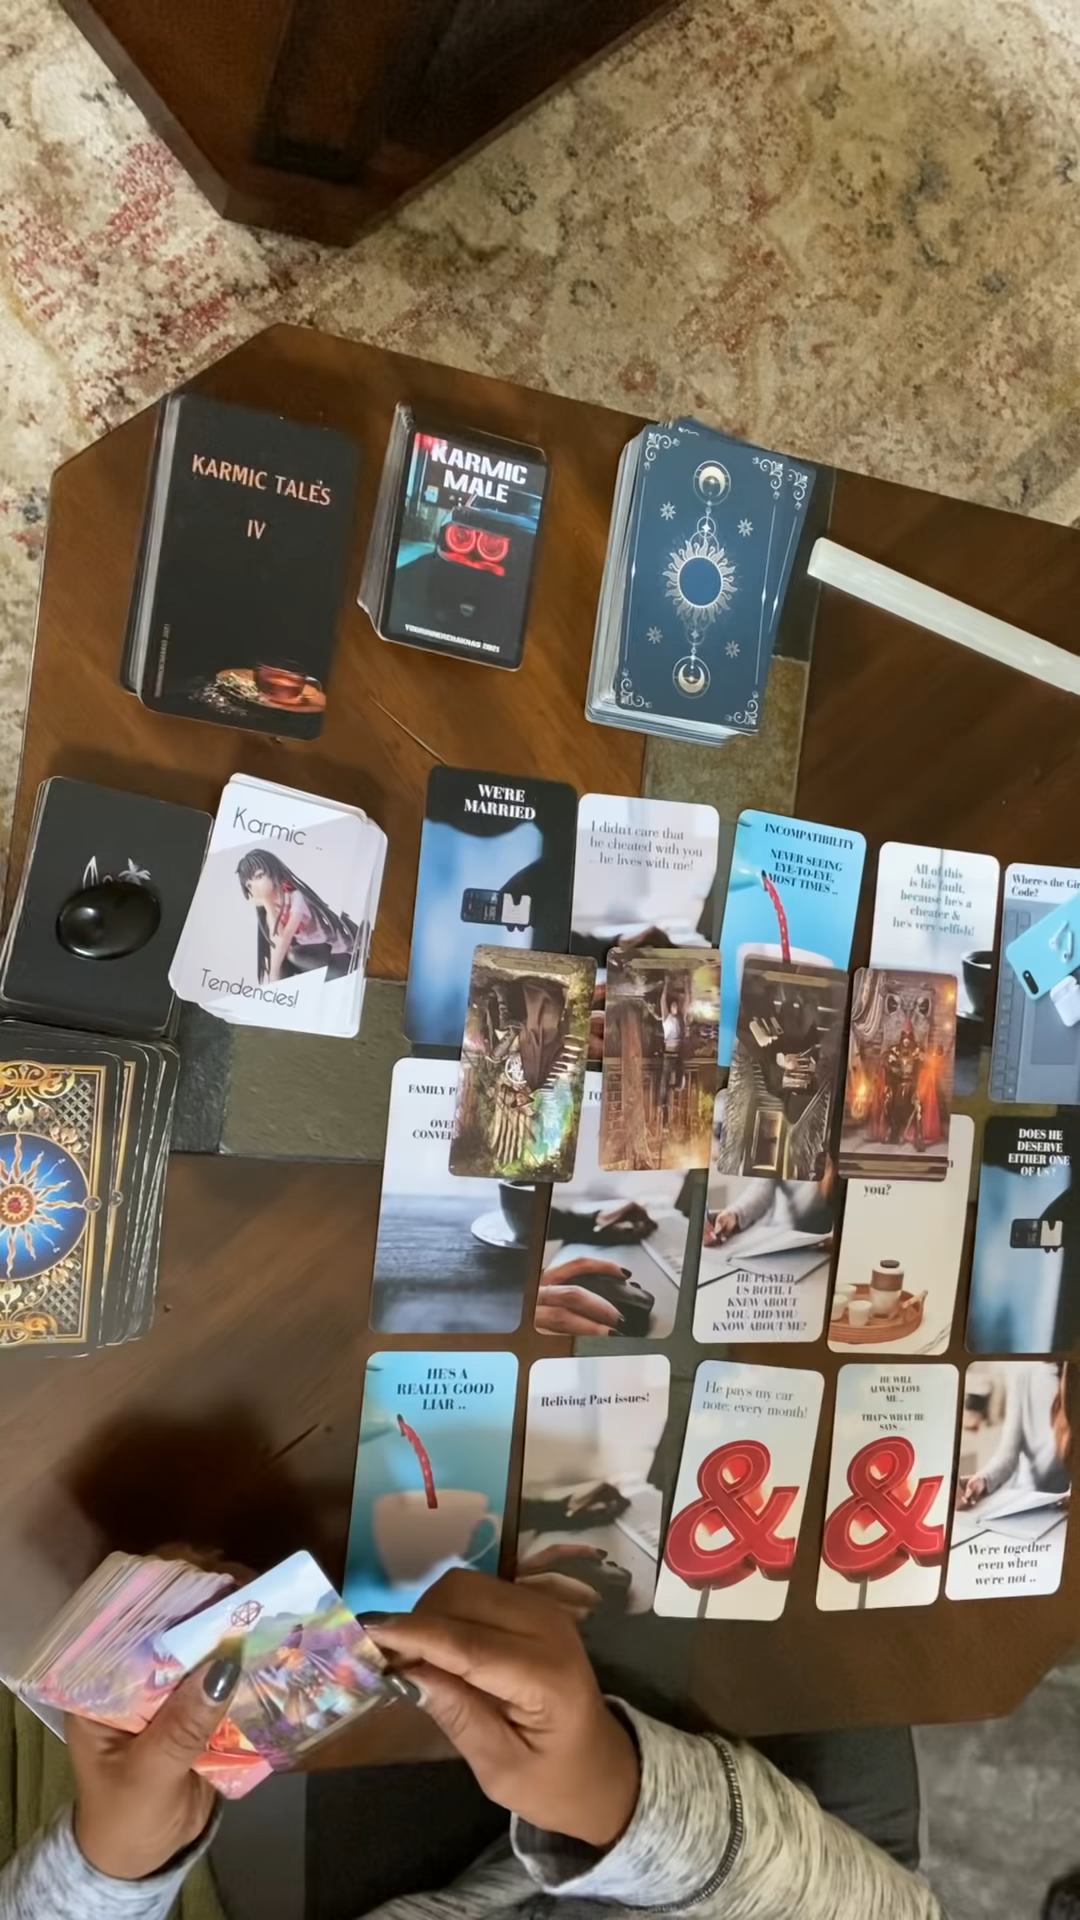 KARMIC TALES
IV
KARMIC
MALE
Karmic ..
Tendencies!
WE'RE
MARRIED
I didn't care that
he cheated with you
.. he lives with me!
INCOMPATIBILITY
NEVER SEEING
EYE-TO-EYE,
MOST TIMES ..
All of this
is his fault,
because he's a
cheater &
he's very selfish!
Where's the
Code?
FAMILY
you?
HE PLAYED
US BOTH. I
KNEW ABOUT
YOU, DID YOU
KNOW ABOUT ME?
DOES HE
DESERVE
EITHER ONE
OF US?
HE'S A
REALLY GOOD
LIAR ..
Reliving Past issues!
He pays my car
note; every month!
&
HE WILL
ALWAYS LOVE
ME ..
THAT'S WHAT HE
SAYS ..
&
We're together
even when
we're not ..